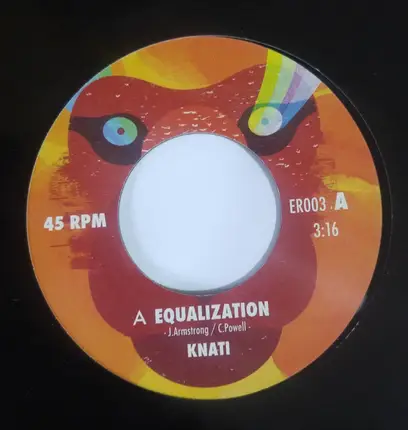 45 RPM
ER003 . A
3:16
A EQUALIZATION
- J.Armstrong / C.Powell -
KNATI